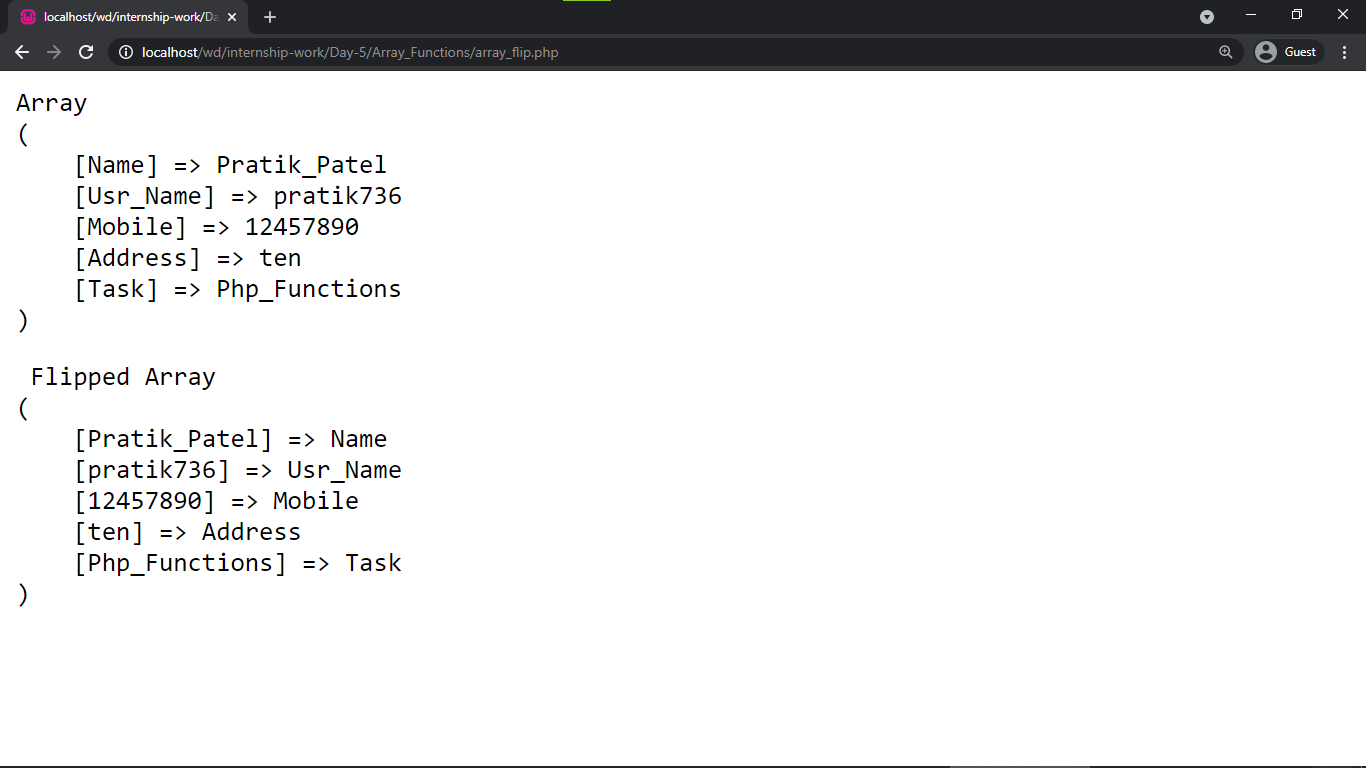 localhost/wd/internship-work/Da
localhost/wd/internship-work/Day-5/Array_Functions/array_flip.php
Guest
Array
(
    [Name] => Pratik_Patel
    [Usr_Name] => pratik736
    [Mobile] => 12457890
    [Address] => ten
    [Task] => Php_Functions
)
 Flipped Array
(
    [Pratik_Patel] => Name
    [pratik736] => Usr_Name
    [12457890] => Mobile
    [ten] => Address
    [Php_Functions] => Task
)